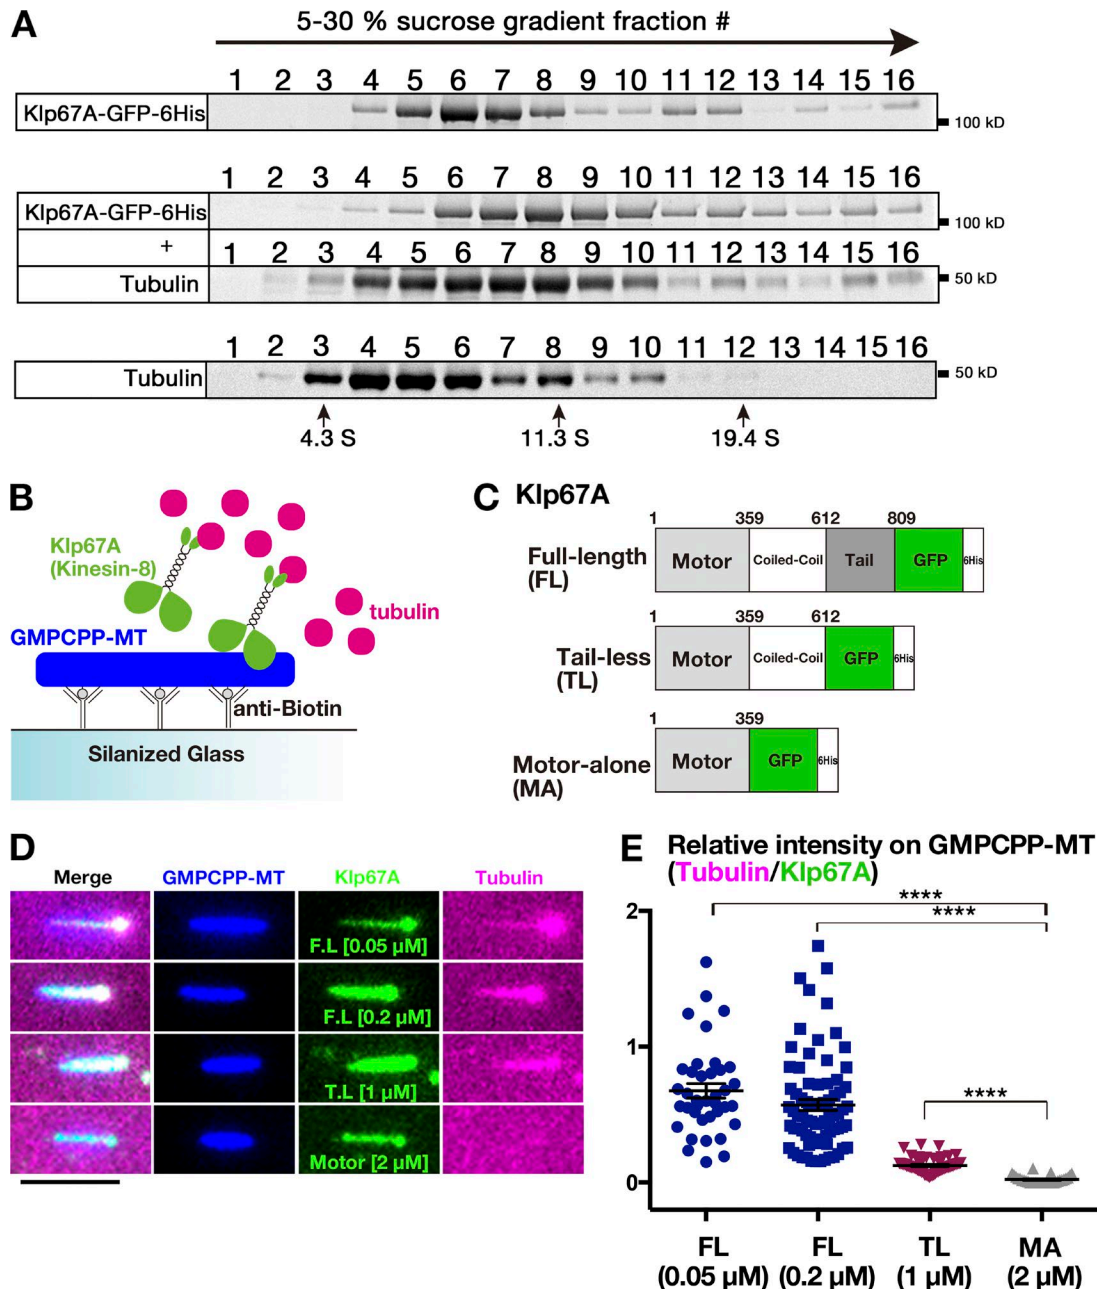 A
5-30 % sucrose gradient fraction #
1 2 3 4 5 6 7 8 9 10 11 12 13 14 15 16
Klp67A-GFP-6His
100 kD
1 2 3 4 5 6 7 8 9 10 11 12 13 14 15 16
Klp67A-GFP-6His
100 kD
+
1 2 3 4 5 6 7 8 9 10 11 12 13 14 15 16
Tubulin
50 kD
1 2 3 4 5 6 7 8 9 10 11 12 13 14 15 16
Tubulin
50 kD
4.3 S 11.3 S 19.4 S
B
Klp67A
(Kinesin-8)
tubulin
GMPCPP-MT
anti-Biotin
Silanized Glass
C Klp67A
1 359 612 809
Full-length
(FL)
Motor Coiled-Coil Tail GFP 6His
1 359 612
Tail-less
(TL)
Motor Coiled-Coil GFP 6His
1 359
Motor-alone
(MA)
Motor GFP 6His
D
Merge GMPCPP-MT Klp67A Tubulin
F.L [0.05 µM]
F.L [0.2 µM]
T.L [1 µM]
Motor [2 µM]
E Relative intensity on GMPCPP-MT
(Tubulin/Klp67A)
****
****
****
2
1
0
FL FL TL MA
(0.05 µM) (0.2 µM) (1 µM) (2 µM)